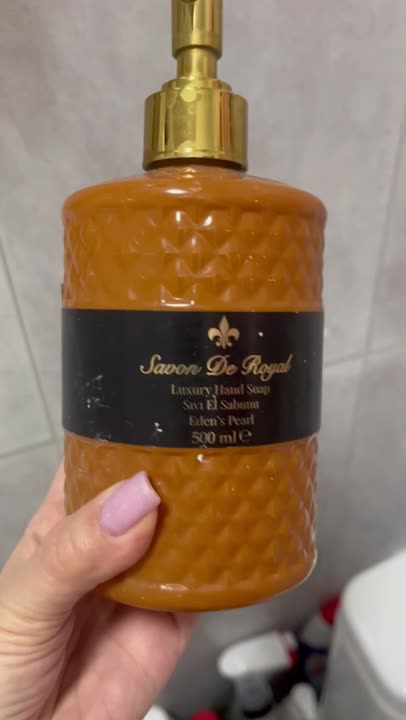 Savon De Royal
Luxury Hand Soap
Sıvı El Sabunu
Eden's Pearl
500 ml ℮